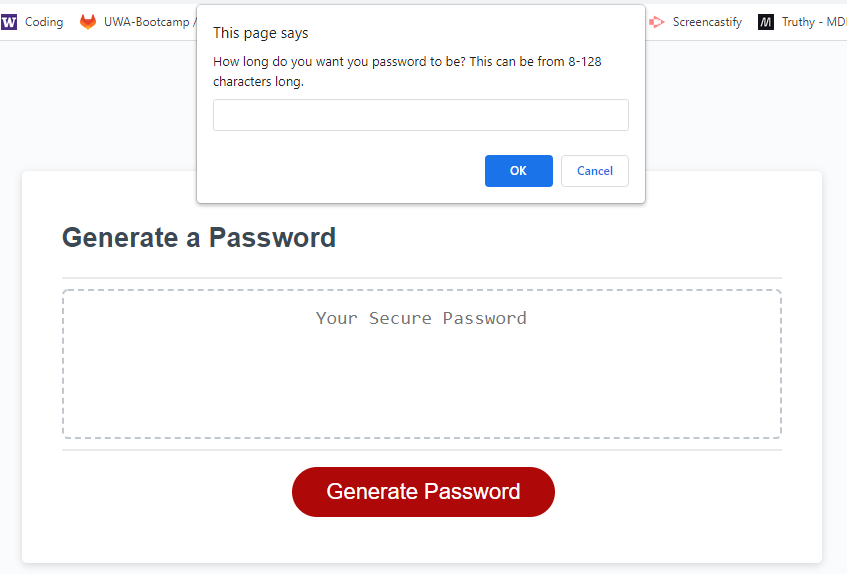 W Coding UWA-Bootcamp / Screencastify M Truthy - MD
This page says
How long do you want you password to be? This can be from 8-128
characters long.
OK Cancel
Generate a Password
Your Secure Password
Generate Password